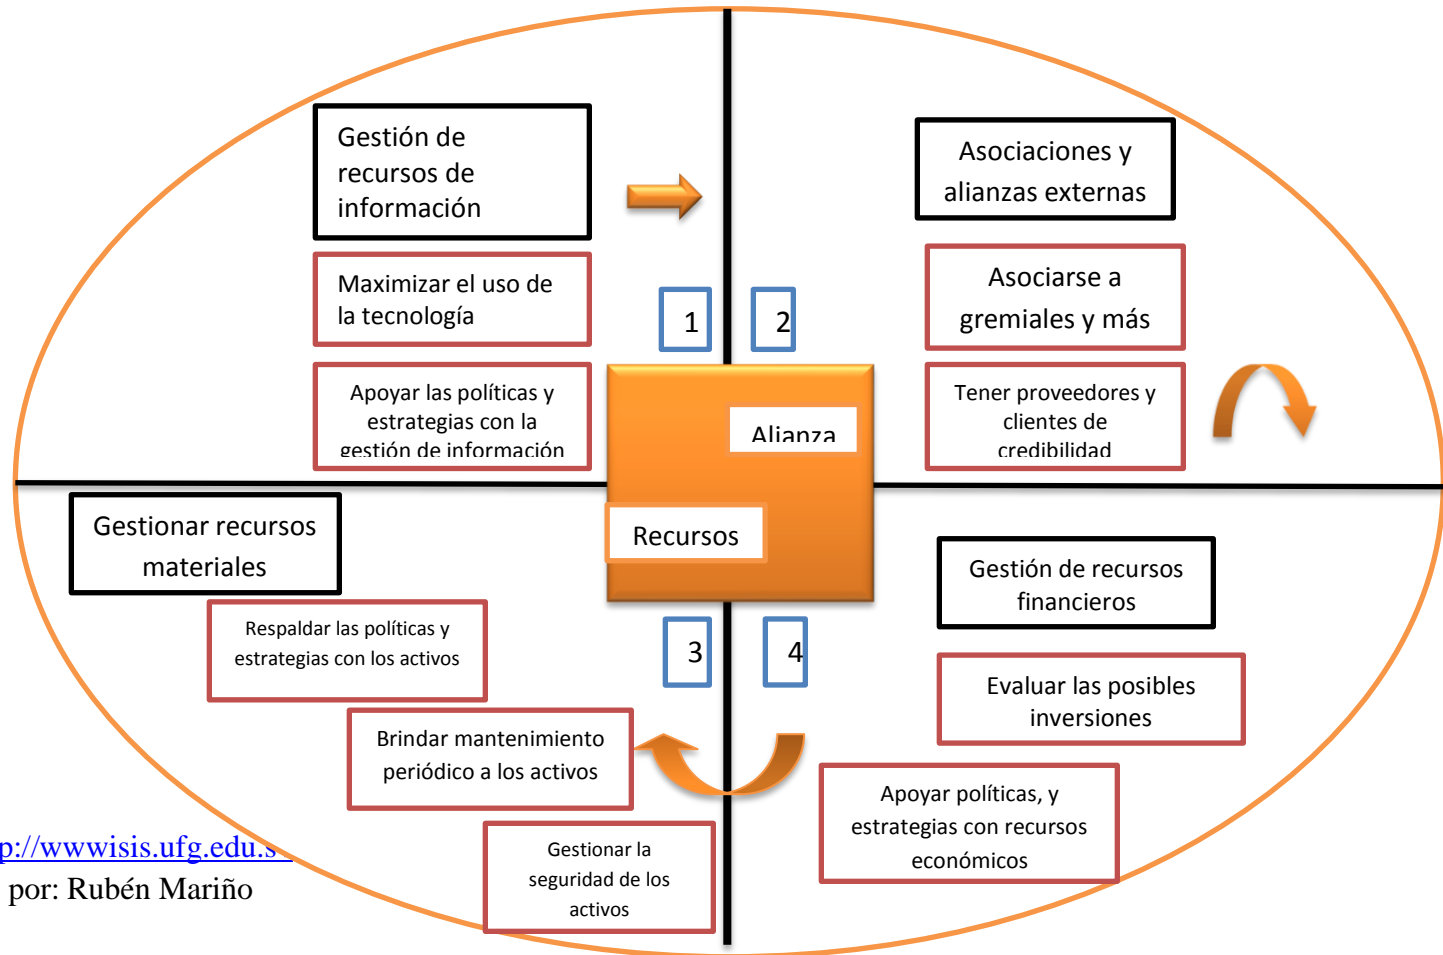 Gestión de
recursos de
información
Maximizar el uso de
la tecnología
Apoyar las políticas y
estrategias con la
gestión de información
1
2
Asociaciones y
alianzas externas
Asociarse a
gremiales y más
Tener proveedores y
clientes de
credibilidad
Alianza
Recursos
Gestionar recursos
materiales
Respaldar las políticas y
estrategias con los activos
Brindar mantenimiento
periódico a los activos
Gestionar la
seguridad de los
activos
3
4
Gestión de recursos
financieros
Evaluar las posibles
inversiones
Apoyar políticas, y
estrategias con recursos
económicos
p://wwwisis.ufg.edu.s
por: Rubén Mariño